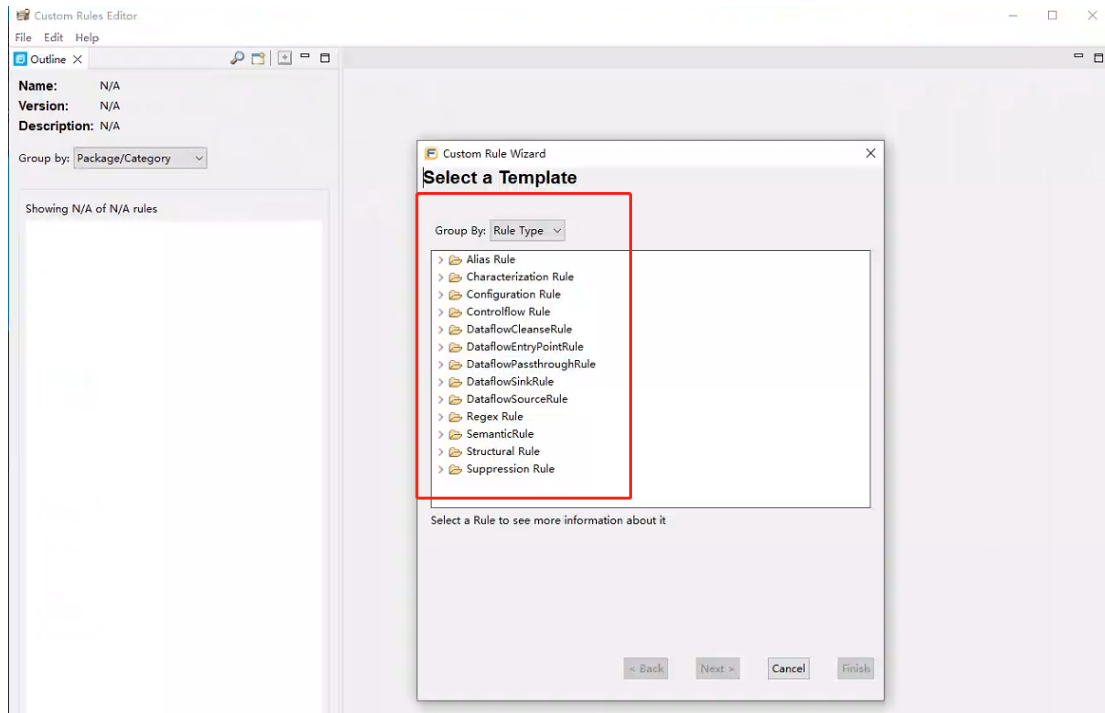 Custom Rules Editor
File Edit Help
Outline
Name: N/A
Version: N/A
Description: N/A
Group by: Package/Category
Showing N/A of N/A rules
Custom Rule Wizard
Select a Template
Group By: Rule Type
Alias Rule
Characterization Rule
Configuration Rule
Controlflow Rule
DataflowCleanseRule
DataflowEntryPointRule
DataflowPassthroughRule
DataflowSinkRule
DataflowSourceRule
Regex Rule
SemanticRule
Structural Rule
Suppression Rule
Select a Rule to see more information about it
< Back Next > Cancel Finish